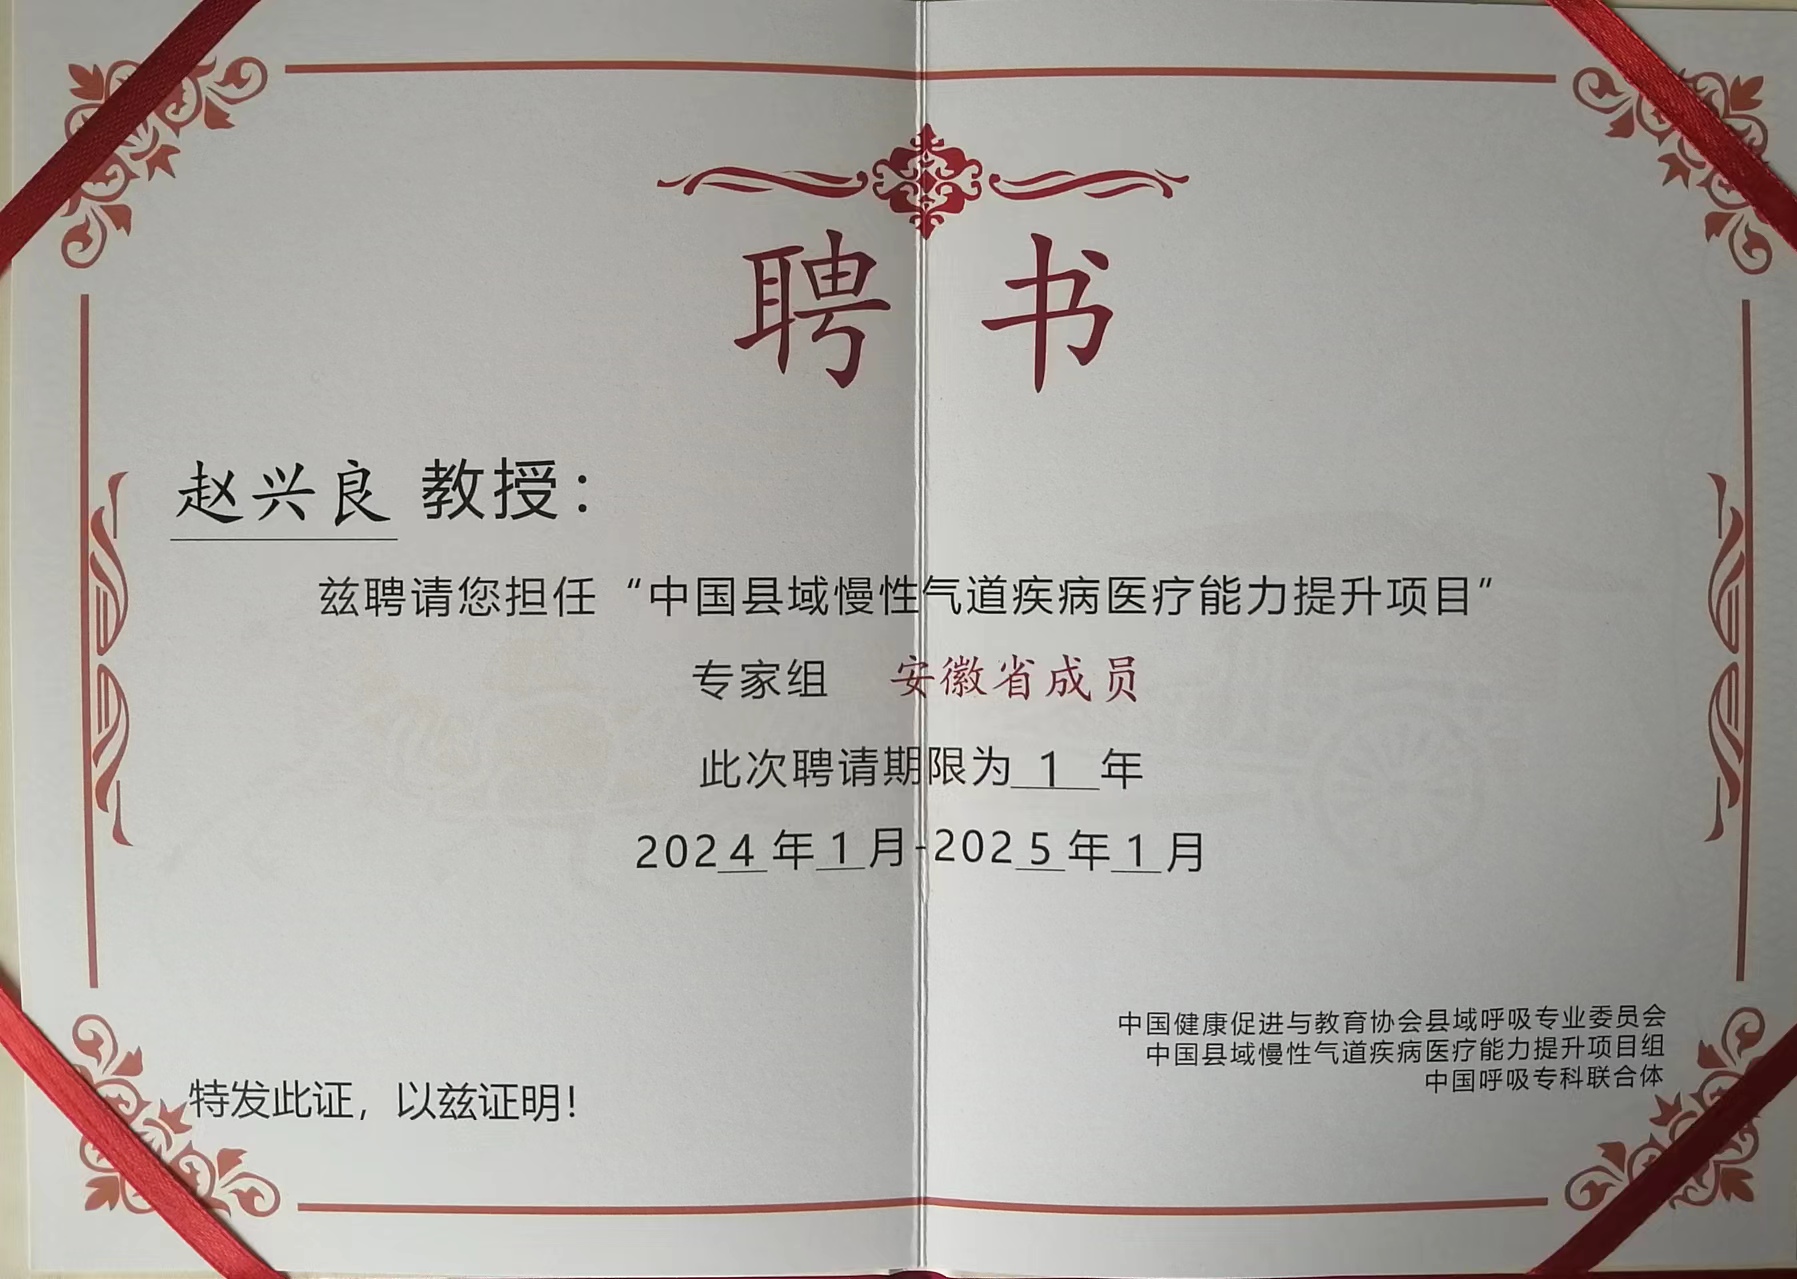 聘书
赵兴良 教授：
兹聘请您担任“中国县域慢性气道疾病医疗能力提升项目”
专家组 安徽省成员
此次聘请期限为 1 年
2024年1月-2025年1月
中国健康促进与教育协会县域呼吸专业委员会
中国县域慢性气道疾病医疗能力提升项目组
中国呼吸专科联合体
特发此证，以兹证明！